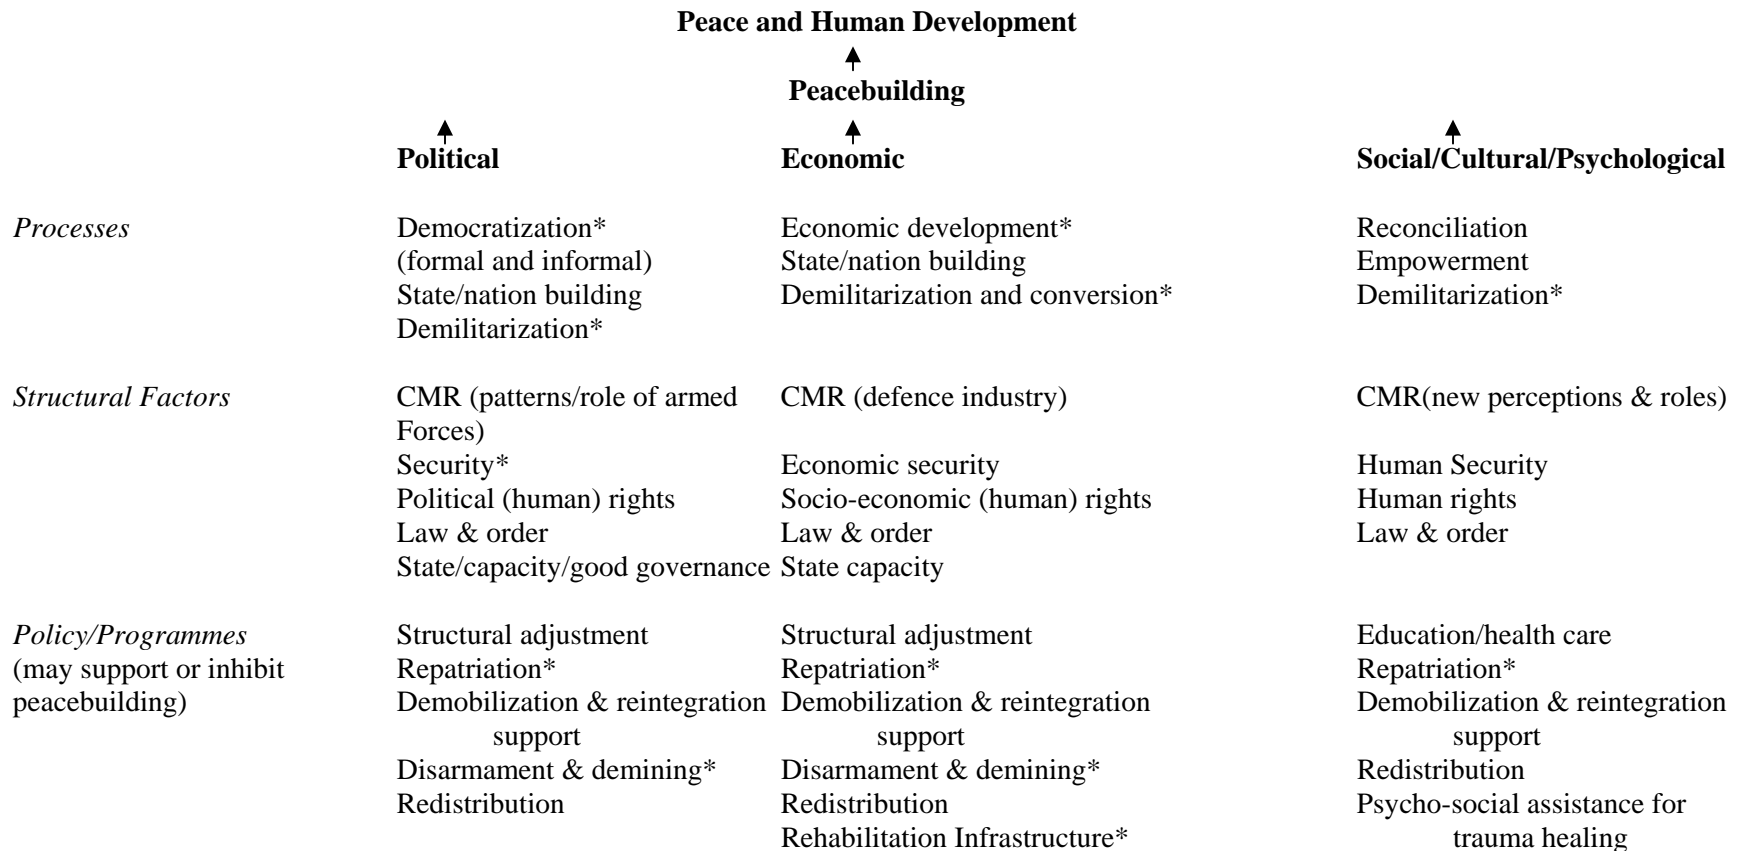 Peace and Human Development
Peacebuilding
Political Economic Social/Cultural/Psychological
Processes Democratization* Economic development* Reconciliation
(formal and informal) State/nation building Empowerment
State/nation building Demilitarization and conversion* Demilitarization*
Demilitarization*
Structural Factors CMR (patterns/role of armed CMR (defence industry) CMR(new perceptions & roles)
Forces)
Security* Economic security Human Security
Political (human) rights Socio-economic (human) rights Human rights
Law & order Law & order Law & order
State/capacity/good governance State capacity
Policy/Programmes Structural adjustment Structural adjustment Education/health care
(may support or inhibit Repatriation* Repatriation* Repatriation*
peacebuilding) Demobilization & reintegration Demobilization & reintegration Demobilization & reintegration
support support support
Disarmament & demining* Disarmament & demining* Redistribution
Redistribution Redistribution Psycho-social assistance for
Rehabilitation Infrastructure* trauma healing